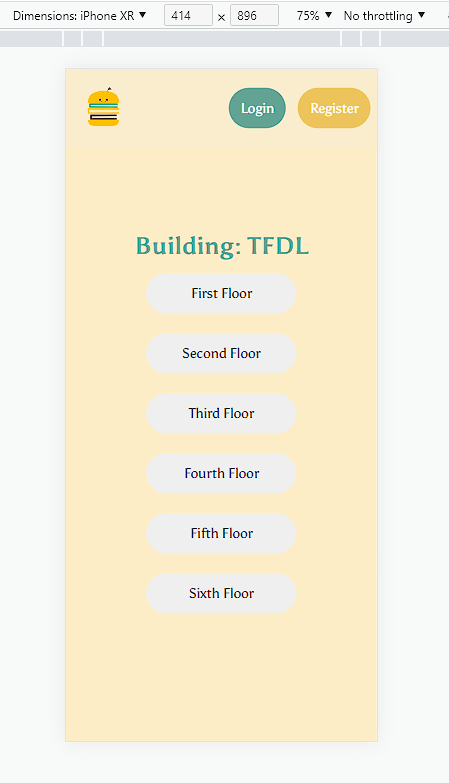 Dimensions: iPhone XR ▼ 414 × 896 75% ▼ No throttling ▼
Login Register
Building: TFDL
First Floor
Second Floor
Third Floor
Fourth Floor
Fifth Floor
Sixth Floor